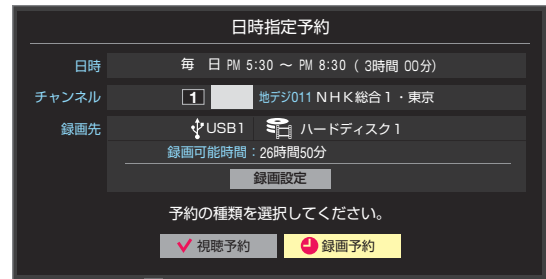 日時指定予約
日時 毎 日 PM 5:30 ～ PM 8:30 ( 3時間 00分)
チャンネル 1 地デジ011 NHK総合1・東京
録画先 USB1 ハードディスク1
録画可能時間：26時間50分
録画設定
予約の種類を選択してください。
視聴予約 録画予約